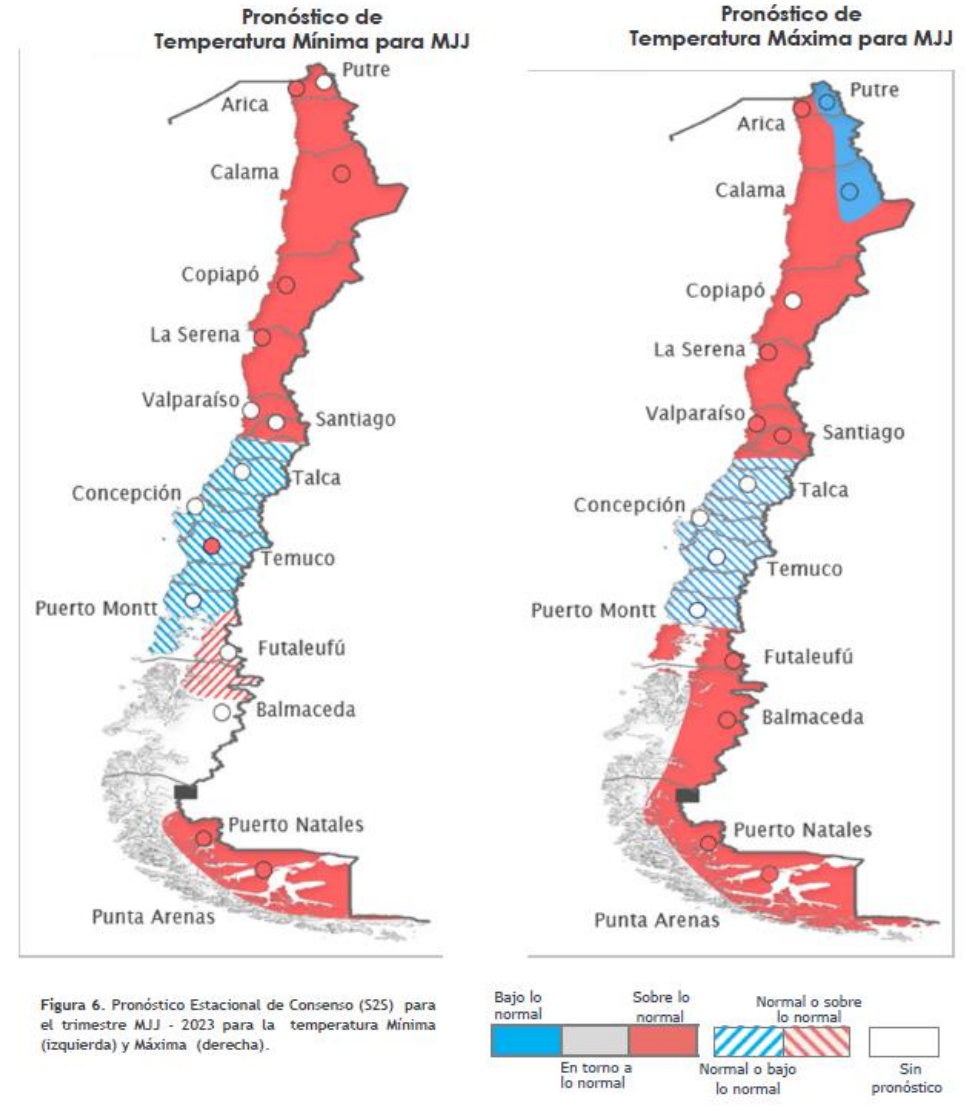 Pronóstico de
Temperatura Mínima para MJJ
Putre
Arica
Calama
Copiapó
La Serena
Valparaíso
Santiago
Talca
Concepción
Temuco
Puerto Montt
Futaleufú
Balmaceda
Puerto Natales
Punta Arenas
Pronóstico de
Temperatura Máxima para MJJ
Putre
Arica
Calama
Copiapó
La Serena
Valparaíso
Santiago
Talca
Concepción
Temuco
Puerto Montt
Futaleufú
Balmaceda
Puerto Natales
Punta Arenas
Figura 6. Pronóstico Estacional de Consenso (S2S) para
el trimestre MJJ - 2023 para la temperatura Mínima
(izquierda) y Máxima (derecha).
Bajo lo
normal
Sobre lo
normal
Normal o sobre
lo normal
En torno a
lo normal
Normal o bajo
lo normal
Sin
pronóstico